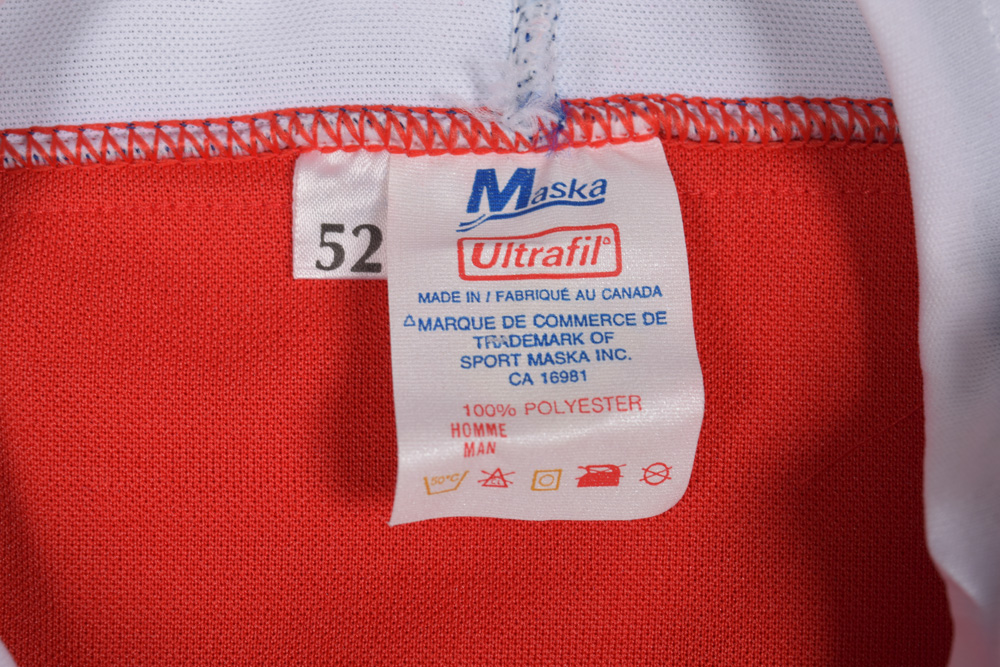 52
Maska
Ultrafil△
MADE IN / FABRIQUÉ AU CANADA
△MARQUE DE COMMERCE DE
TRADEMARK OF
SPORT MASKA INC.
CA 16981
100% POLYESTER
HOMME
MAN
50°C